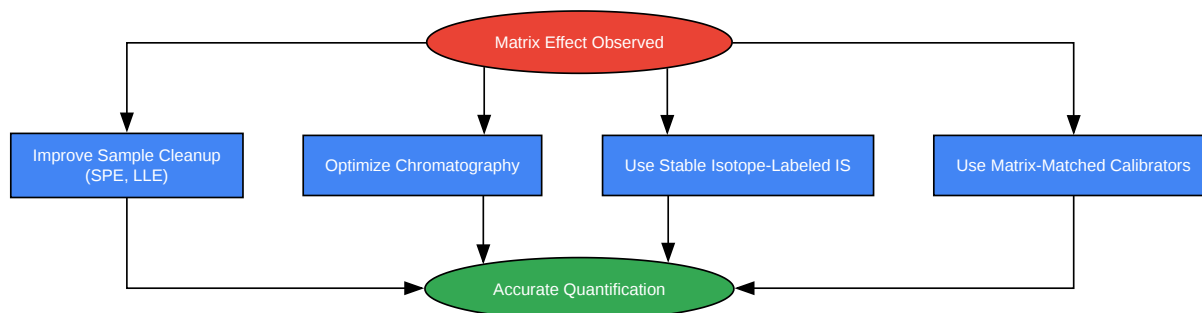 Matrix Effect Observed
Improve Sample Cleanup
(SPE, LLE)
Optimize Chromatography
Use Stable Isotope-Labeled IS
Use Matrix-Matched Calibrators
Accurate Quantification